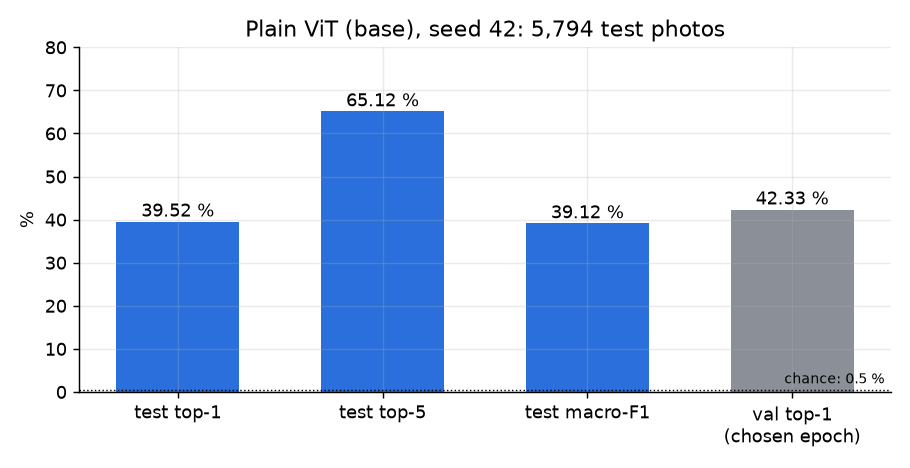 Plain ViT (base), seed 42: 5,794 test photos
%
80
70
60
50
40
30
20
10
0
39.52 %
65.12 %
39.12 %
42.33 %
chance: 0.5 %
test top-1
test top-5
test macro-F1
val top-1
(chosen epoch)